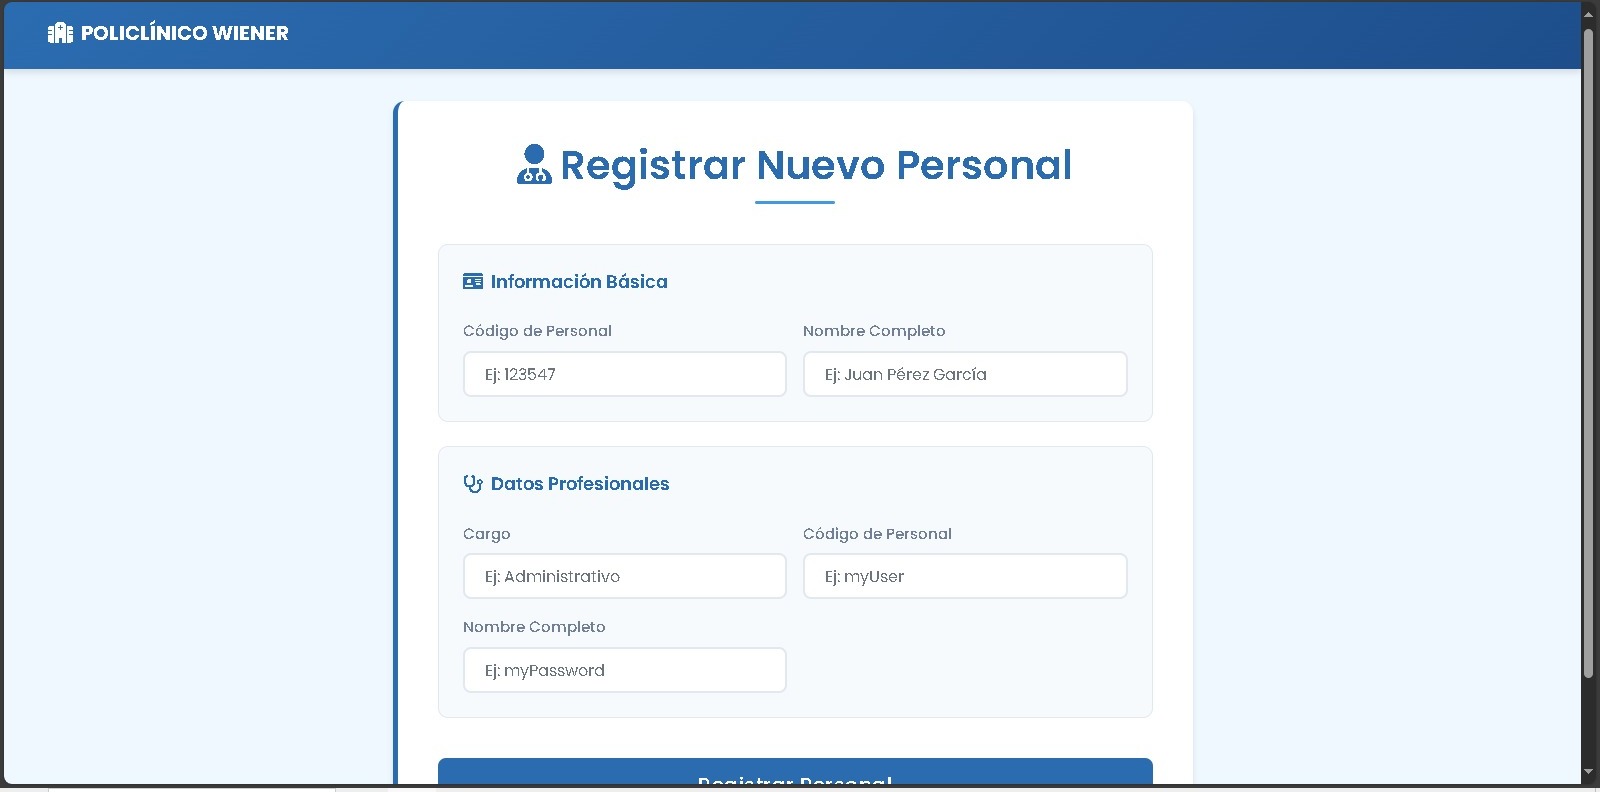 POLICLÍNICO WIENER
Registrar Nuevo Personal
Información Básica
Código de Personal
Nombre Completo
Ej: 123547
Ej: Juan Pérez García
Datos Profesionales
Cargo
Código de Personal
Ej: Administrativo
Ej: myUser
Nombre Completo
Ej: myPassword
Registrar Personal